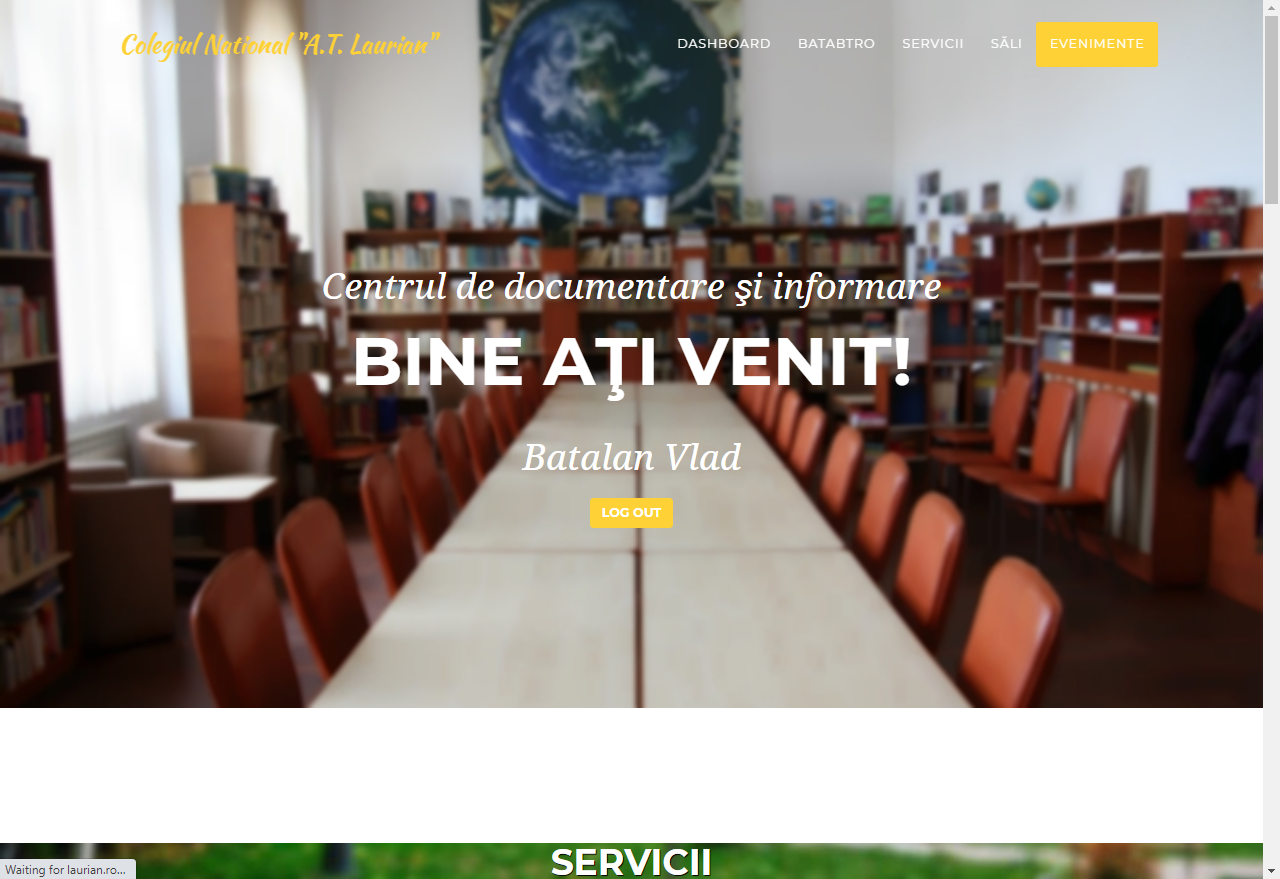 Colegiul National "A.T. Laurian"
DASHBOARD BATABTRO SERVICII SĂLI EVENIMENTE
Centrul de documentare şi informare
BINE AŢI VENIT!
Batalan Vlad
LOG OUT
SERVICII
Waiting for laurian.ro...